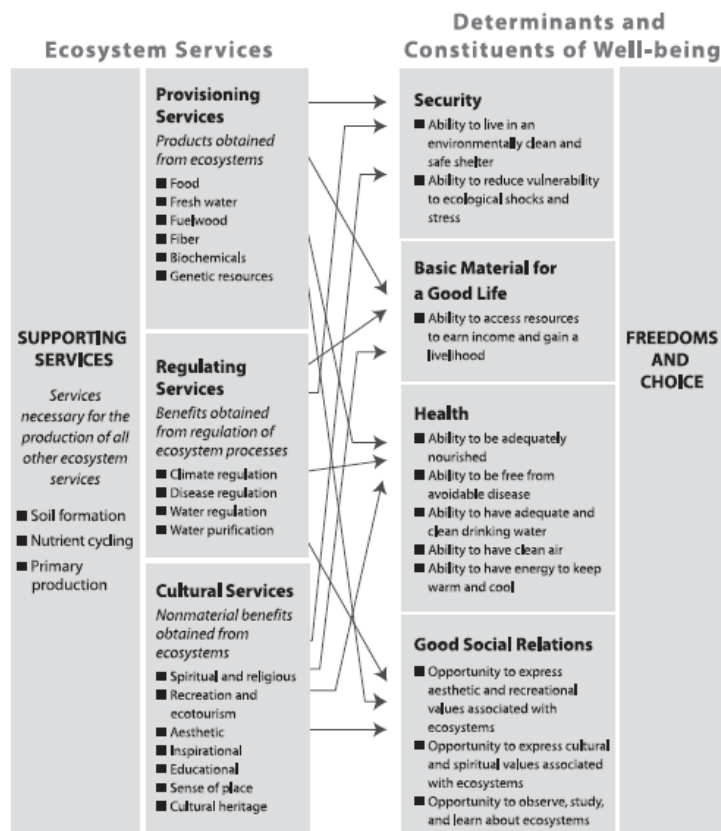 Ecosystem Services
Determinants and
Constituents of Well-being
SUPPORTING
SERVICES
Services
necessary for the
production of all
other ecosystem
services
■ Soil formation
■ Nutrient cycling
■ Primary
production
Provisioning
Services
Products obtained
from ecosystems
■ Food
■ Fresh water
■ Fuelwood
■ Fiber
■ Biochemicals
■ Genetic resources
Regulating
Services
Benefits obtained
from regulation of
ecosystem processes
■ Climate regulation
■ Disease regulation
■ Water regulation
■ Water purification
Cultural Services
Nonmaterial benefits
obtained from
ecosystems
■ Spiritual and religious
■ Recreation and
ecotourism
■ Aesthetic
■ Inspirational
■ Educational
■ Sense of place
■ Cultural heritage
Security
■ Ability to live in an
environmentally clean and
safe shelter
■ Ability to reduce vulnerability
to ecological shocks and
stress
Basic Material for
a Good Life
■ Ability to access resources
to earn income and gain a
livelihood
Health
■ Ability to be adequately
nourished
■ Ability to be free from
avoidable disease
■ Ability to have adequate and
clean drinking water
■ Ability to have clean air
■ Ability to have energy to keep
warm and cool
Good Social Relations
■ Opportunity to express
aesthetic and recreational
values associated with
ecosystems
■ Opportunity to express cultural
and spiritual values associated
with ecosystems
■ Opportunity to observe, study,
and learn about ecosystems
FREEDOMS
AND
CHOICE